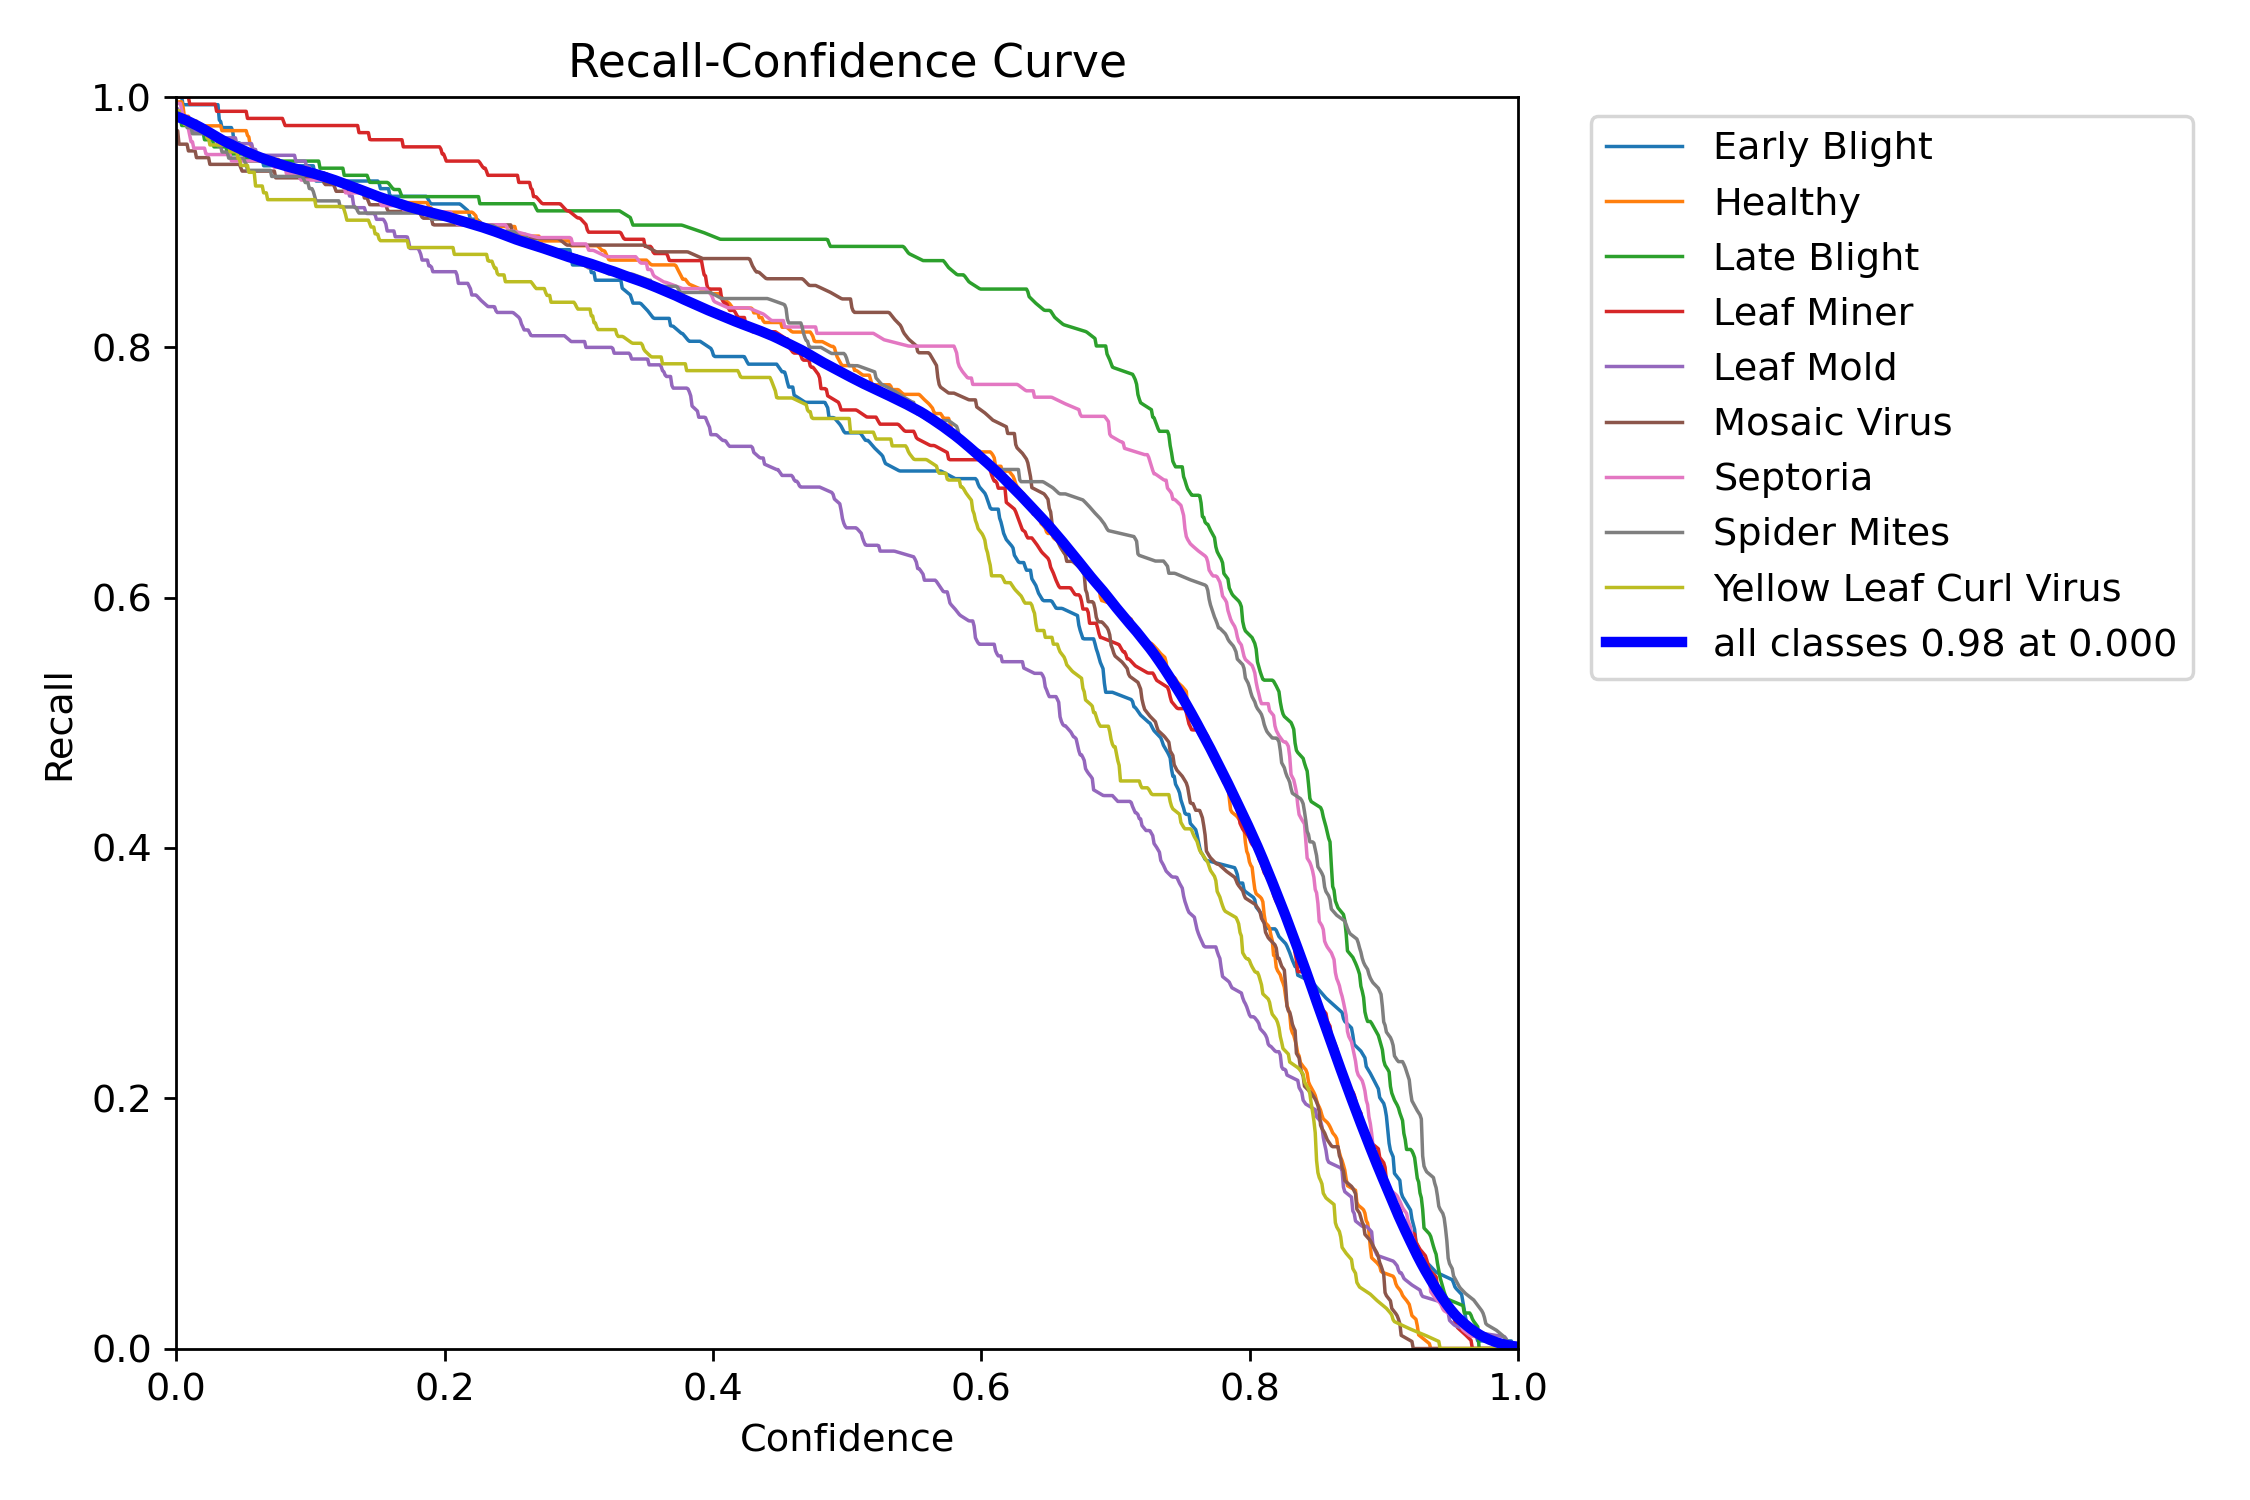 Recall-Confidence Curve
Recall
1.0
0.8
0.6
0.4
0.2
0.0
0.0 0.2 0.4 0.6 0.8 1.0
Confidence
Early Blight
Healthy
Late Blight
Leaf Miner
Leaf Mold
Mosaic Virus
Septoria
Spider Mites
Yellow Leaf Curl Virus
all classes 0.98 at 0.000